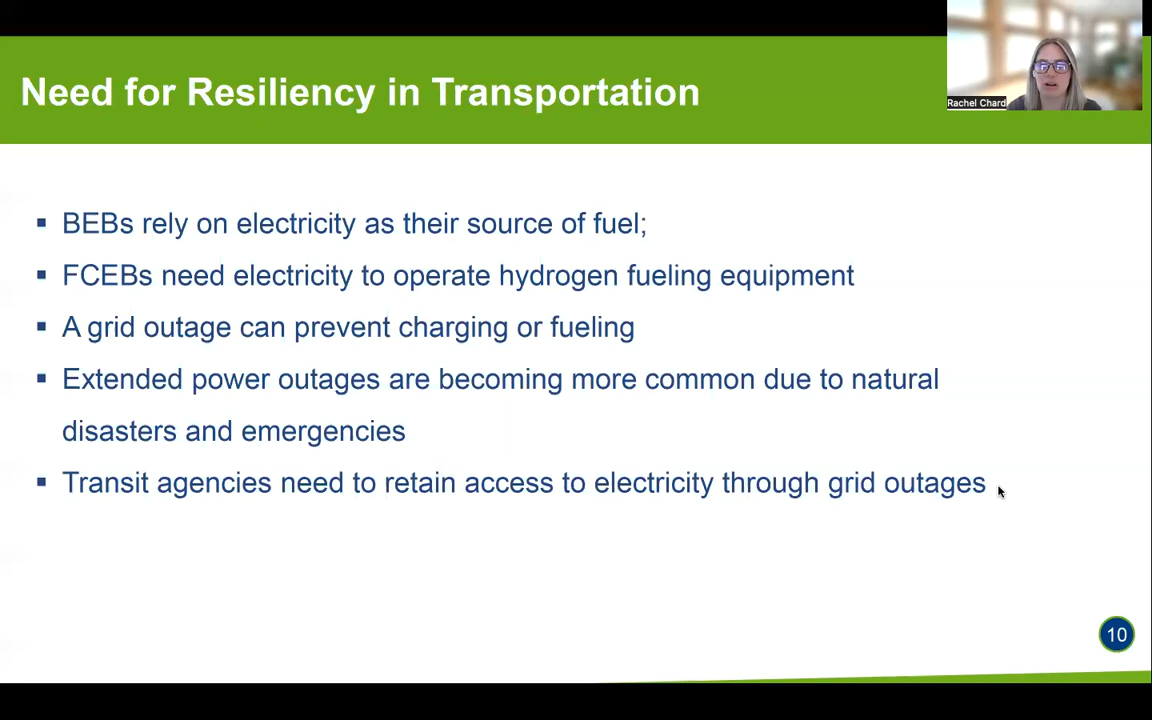 Need for Resiliency in Transportation
Rachel Chard
▪ BEBs rely on electricity as their source of fuel;
▪ FCEBs need electricity to operate hydrogen fueling equipment
▪ A grid outage can prevent charging or fueling
▪ Extended power outages are becoming more common due to natural
disasters and emergencies
▪ Transit agencies need to retain access to electricity through grid outages
10